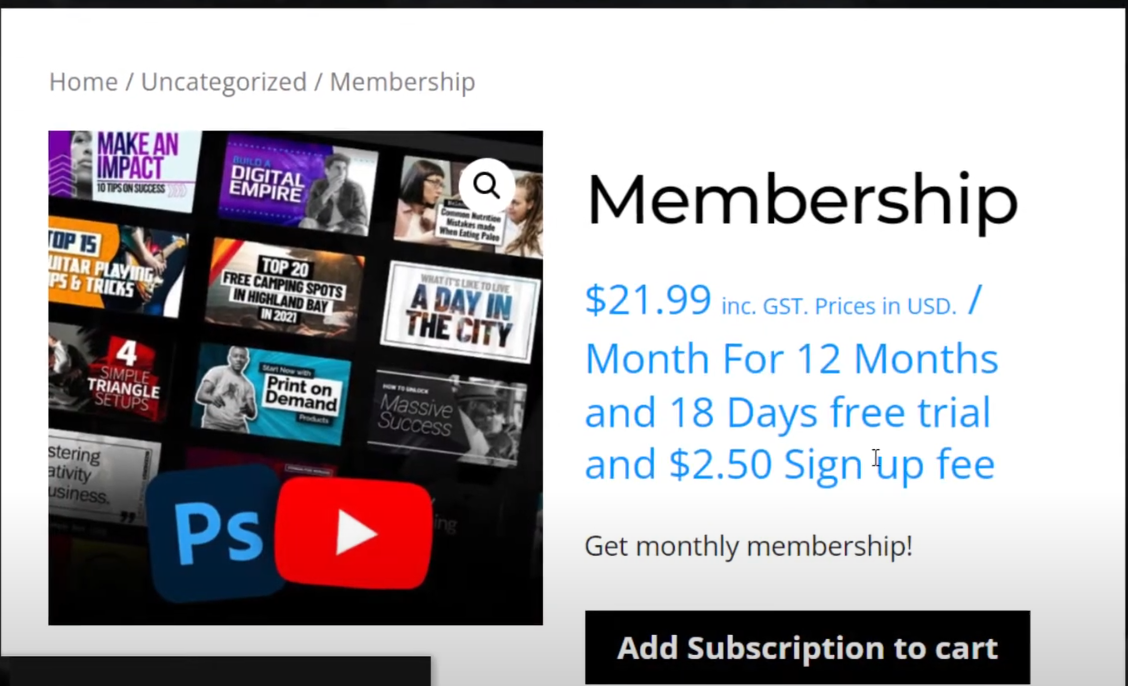 Home / Uncategorized / Membership
MAKE AN
IMPACT
10 TIPS ON SUCCESS
BUILD A
DIGITAL
EMPIRE
Common Nutrition
Mistakes made
When Eating Paleo
TOP 15
UITAR PLAYING
PS & TRICKS
TOP 20
FREE CAMPING SPOTS
IN HIGHLAND BAY
IN 2021
WHAT IT'S LIKE TO LIVE
A DAY IN
THE CITY
4
SIMPLE
TRIANGLE
SETUPS
Start Now with
Print on
Demand
Products
HOW TO UNLOCK
Massive
Success
stering
ativity
usiness.
Ps
ing
Membership
$21.99 inc. GST. Prices in USD. /
Month For 12 Months
and 18 Days free trial
and $2.50 Sign up fee
Get monthly membership!
Add Subscription to cart